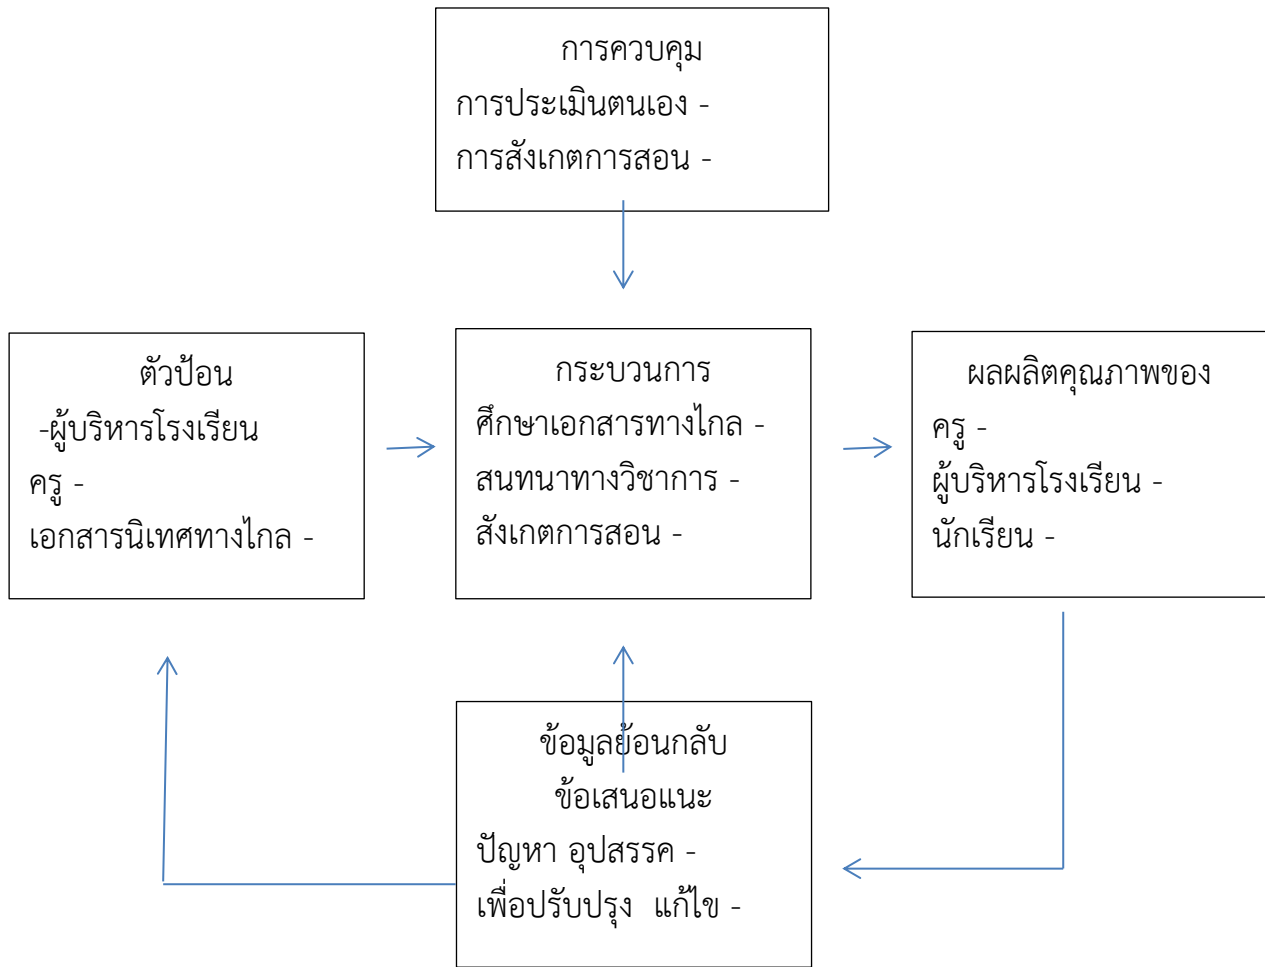 การควบคุม
การประเมินตนเอง -
การสังเกตการสอน -
ตัวป้อน
-ผู้บริหารโรงเรียน
ครู -
เอกสารนิเทศทางไกล -
กระบวนการ
ศึกษาเอกสารทางไกล -
สนทนาทางวิชาการ -
สังเกตการสอน -
ผลผลิตคุณภาพของ
ครู -
ผู้บริหารโรงเรียน -
นักเรียน -
ข้อมูลย้อนกลับ
ข้อเสนอแนะ
ปัญหา อุปสรรค -
เพื่อปรับปรุง แก้ไข -